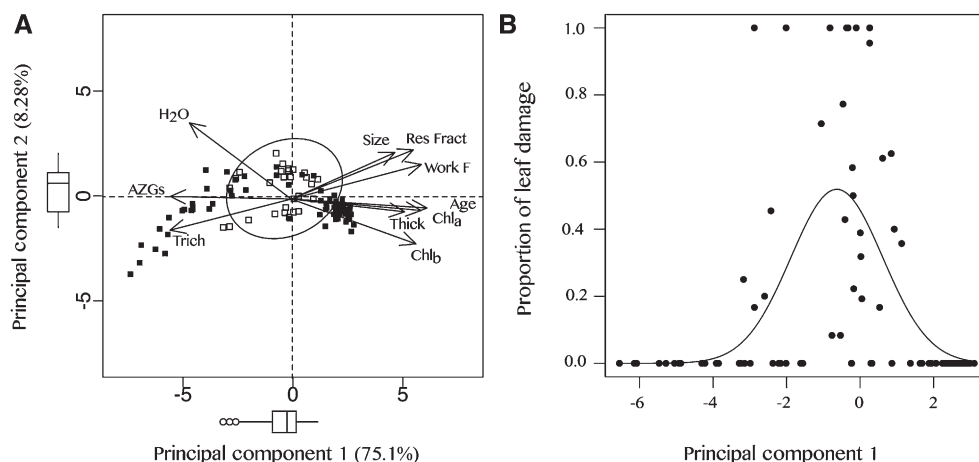 A
B
Principal component 2 (8.28%)
5
0
-5
H2O
Size
Res Fract
Work F
AZGs
Age
Chla
Thick
Trich
Chlb
-5
0
5
Principal component 1 (75.1%)
Proportion of leaf damage
1.0
0.8
0.6
0.4
0.2
0.0
-6
-4
-2
0
2
Principal component 1